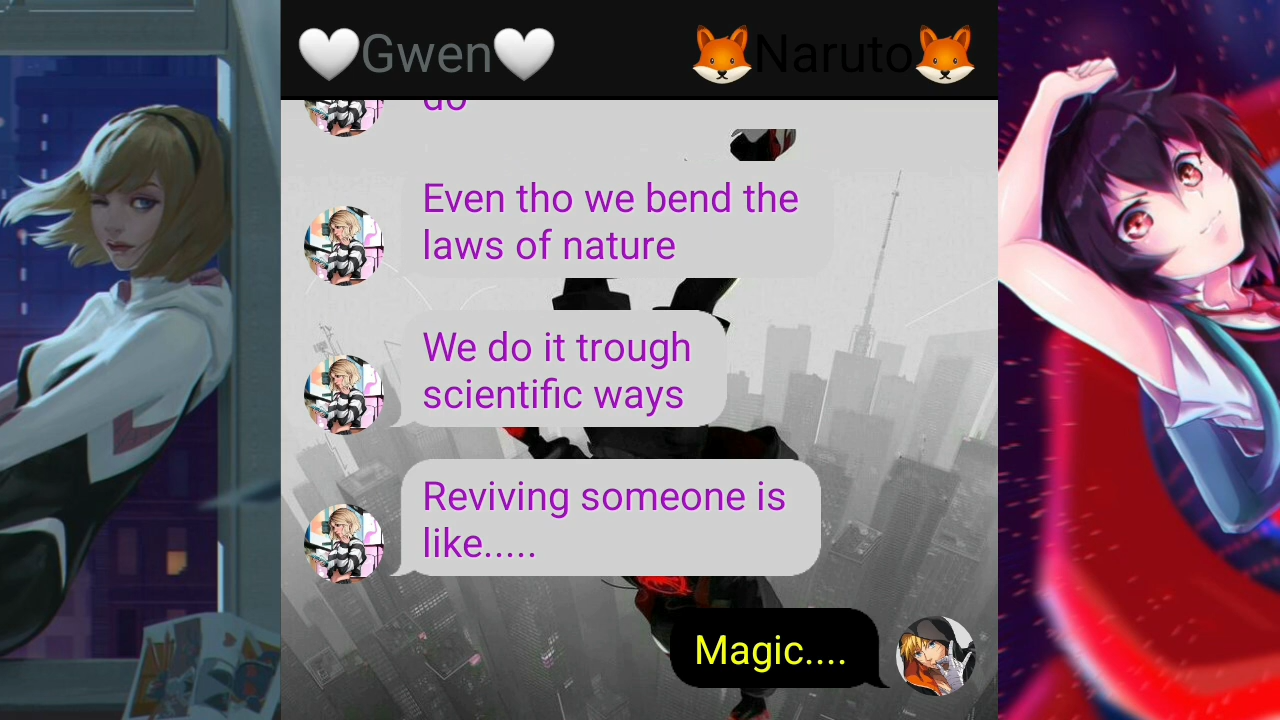 🤍Gwen🤍 🦊Naruto🦊
do
Even tho we bend the
laws of nature
We do it trough
scientific ways
Reviving someone is
like.....
Magic....